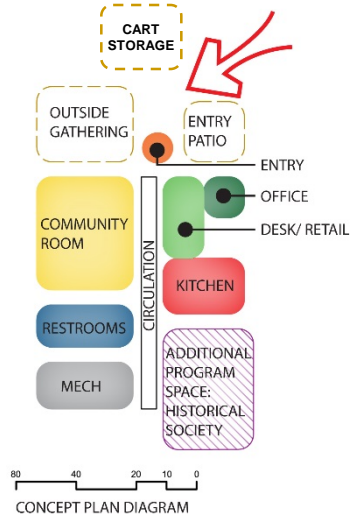 CART
STORAGE
OUTSIDE
GATHERING
ENTRY
PATIO
ENTRY
OFFICE
DESK/ RETAIL
COMMUNITY
ROOM
CIRCULATION
KITCHEN
RESTROOMS
MECH
ADDITIONAL
PROGRAM
SPACE:
HISTORICAL
SOCIETY
80 40 20 10 0
CONCEPT PLAN DIAGRAM